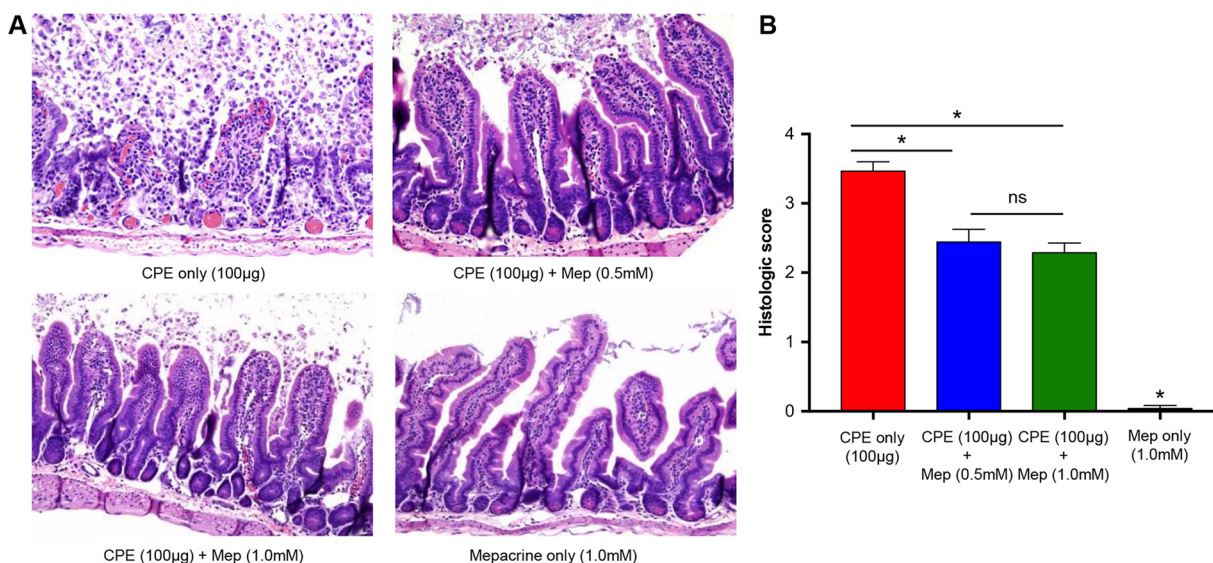 A
CPE only (100µg)
CPE (100µg) + Mep (0.5mM)
CPE (100µg) + Mep (1.0mM)
Mepacrine only (1.0mM)
B
Histologic score
4
3
2
1
0
*
*
ns
*
CPE only
(100µg)
CPE (100µg)
+
Mep (0.5mM)
CPE (100µg)
+
Mep (1.0mM)
Mep only
(1.0mM)